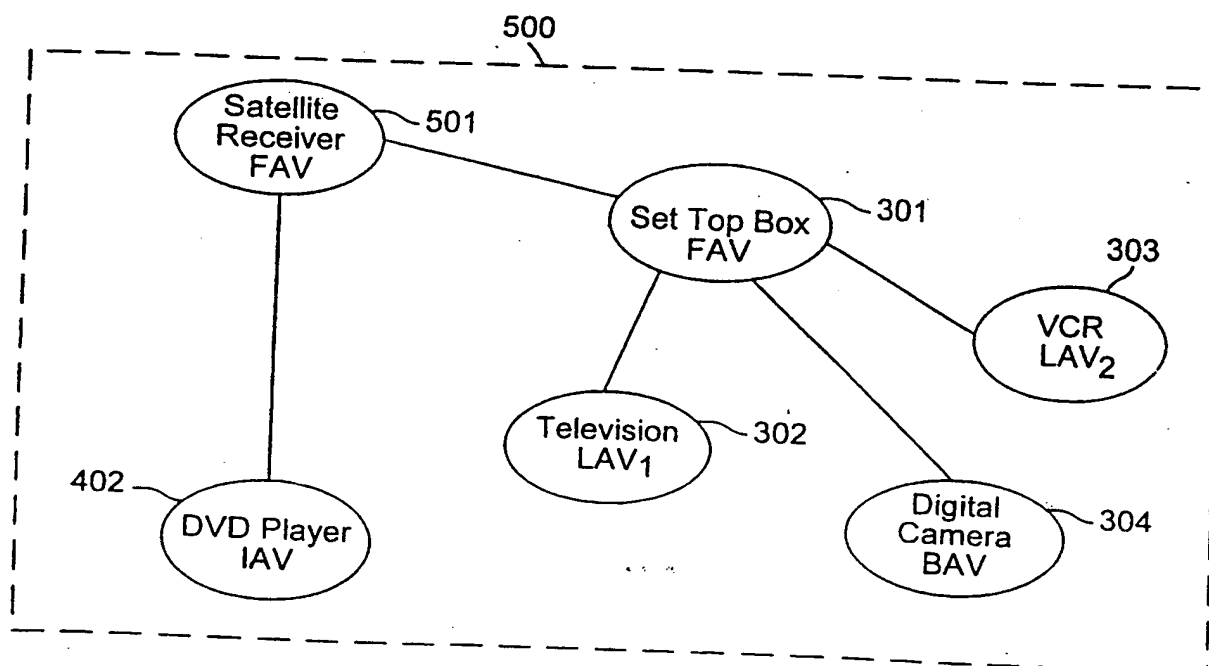 500
Satellite
Receiver
FAV
501
Set Top Box
FAV
301
303
VCR
LAV2
Television
LAV1
302
402
DVD Player
IAV
Digital
Camera
BAV
304